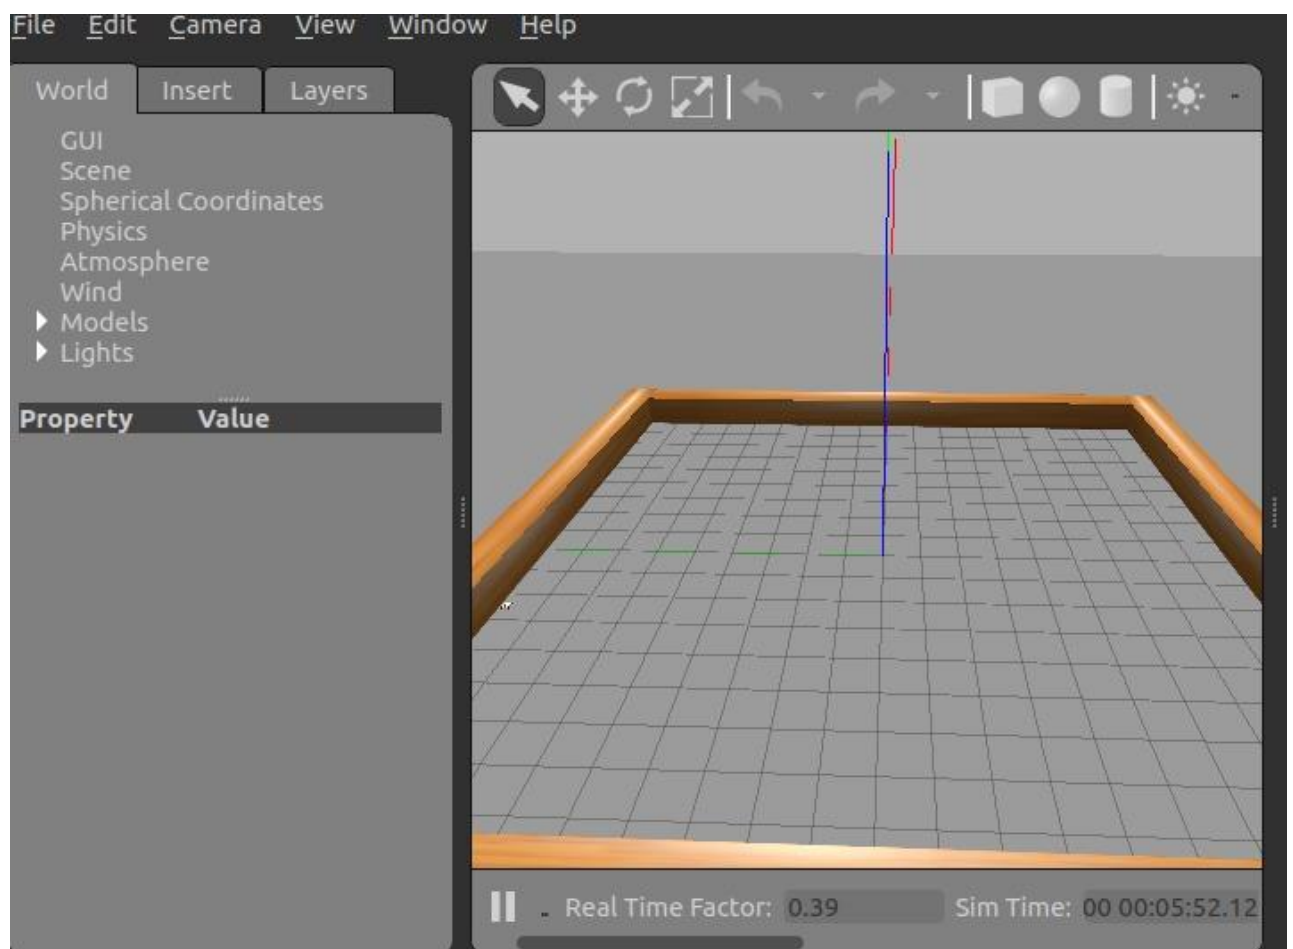 File Edit Camera View Window Help
World Insert Layers
GUI
Scene
Spherical Coordinates
Physics
Atmosphere
Wind
Models
Lights
Property Value
Real Time Factor: 0.39 Sim Time: 00 00:05:52.12